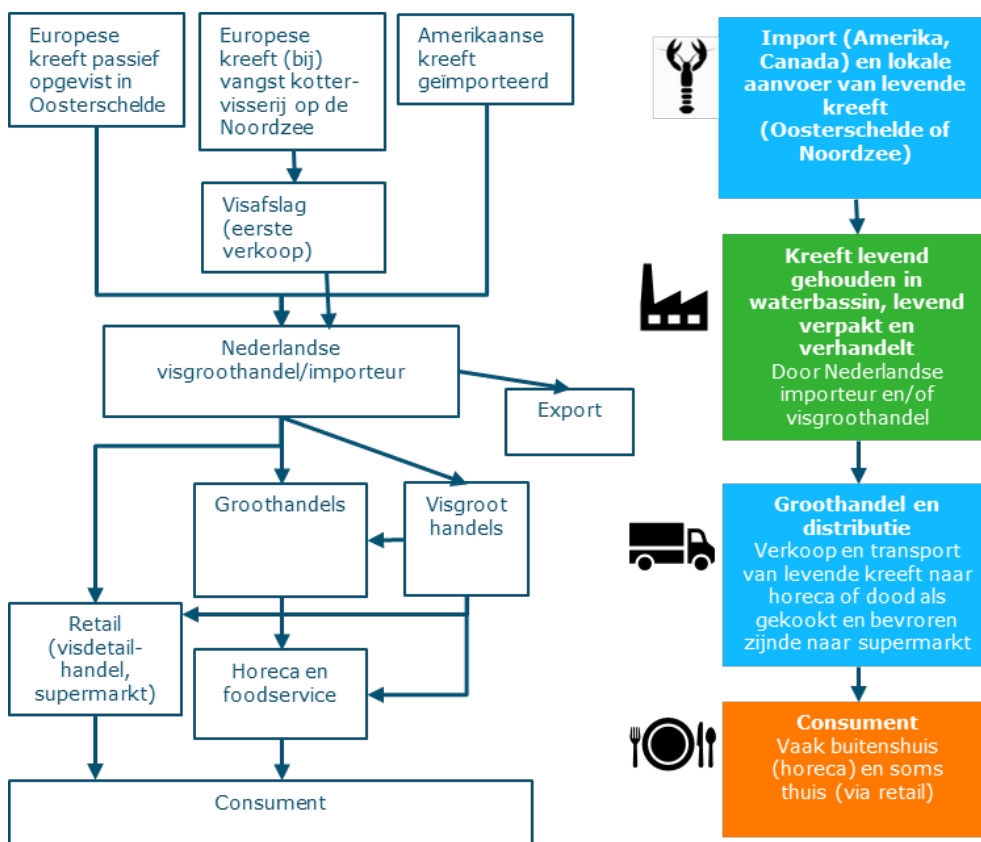 Europese
kreeft passief
opgevist in
Oosterschelde
Europese
kreeft (bij)
vangst kotter-
visserij op de
Noordzee
Amerikaanse
kreeft
geïmporteerd
Visafslag
(eerste
verkoop)
Nederlandse
visgroothandel/importeur
Export
Groothandels
Visgroot
handels
Retail
(visdetail-
handel,
supermarkt)
Horeca en
foodservice
Consument
Import (Amerika,
Canada) en lokale
aanvoer van levende
kreeft
(Oosterschelde of
Noordzee)
Kreeft levend
gehouden in
waterbassin, levend
verpakt en
verhandelt
Door Nederlandse
importeur en/of
visgroothandel
Groothandel en
distributie
Verkoop en transport
van levende kreeft naar
horeca of dood als
gekookt en bevroren
zijnde naar supermarkt
Consument
Vaak buitenshuis
(horeca) en soms
thuis (via retail)